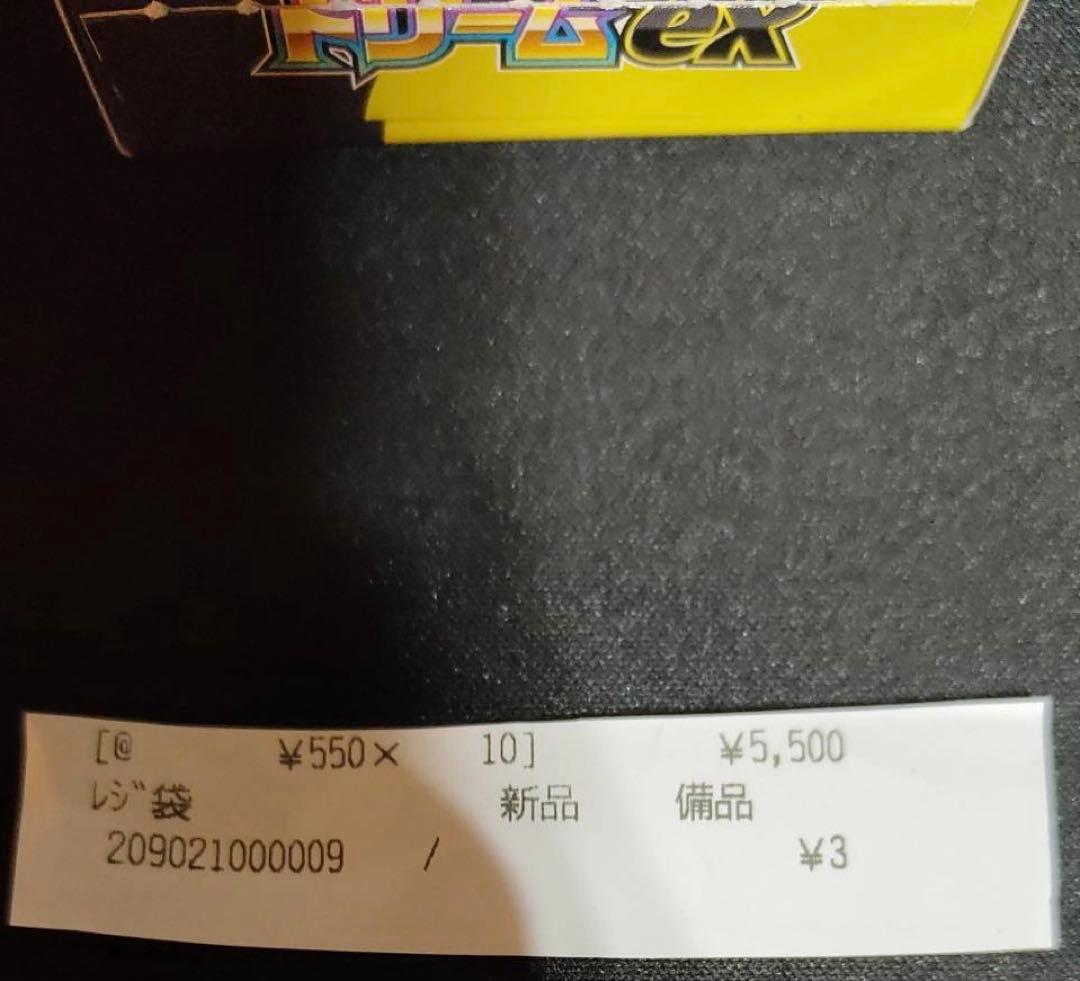 ドリームex
[@ ¥550× 10] ¥5,500
ﾚｼﾞ袋 新品 備品
209021000009 / ¥3